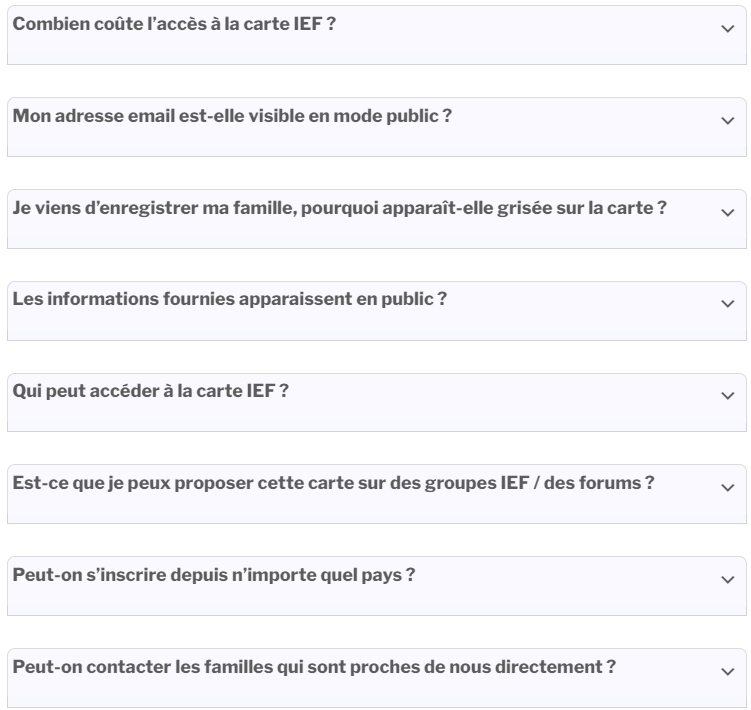 Combien coûte l’accès à la carte IEF ?
Mon adresse email est-elle visible en mode public ?
Je viens d’enregistrer ma famille, pourquoi apparaît-elle grisée sur la carte ?
Les informations fournies apparaissent en public ?
Qui peut accéder à la carte IEF ?
Est-ce que je peux proposer cette carte sur des groupes IEF / des forums ?
Peut-on s’inscrire depuis n’importe quel pays ?
Peut-on contacter les familles qui sont proches de nous directement ?